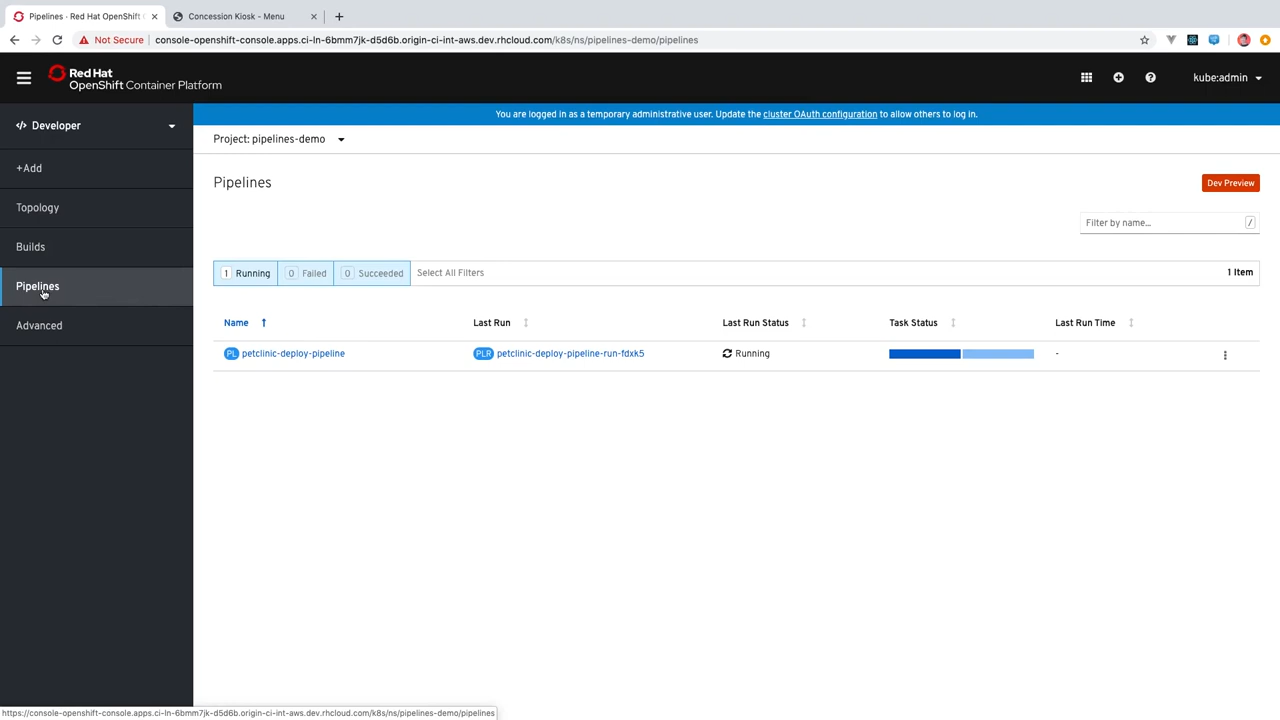 Pipelines · Red Hat OpenShift C
Concession Kiosk - Menu
Not Secure
console-openshift-console.apps.ci-ln-6bmm7jk-d5d6b.origin-ci-int-aws.dev.rhcloud.com/k8s/ns/pipelines-demo/pipelines
Red Hat
OpenShift Container Platform
kube:admin
Developer
You are logged in as a temporary administrative user. Update the cluster OAuth configuration to allow others to log in.
Project: pipelines-demo
+Add
Topology
Builds
Pipelines
Advanced
Pipelines
Dev Preview
Filter by name...
/
1 Running
0 Failed
0 Succeeded
Select All Filters
1 Item
Name
Last Run
Last Run Status
Task Status
Last Run Time
PL petclinic-deploy-pipeline
PLR petclinic-deploy-pipeline-run-fdxk5
Running
-
https://console-openshift-console.apps.ci-ln-6bmm7jk-d5d6b.origin-ci-int-aws.dev.rhcloud.com/k8s/ns/pipelines-demo/pipelines